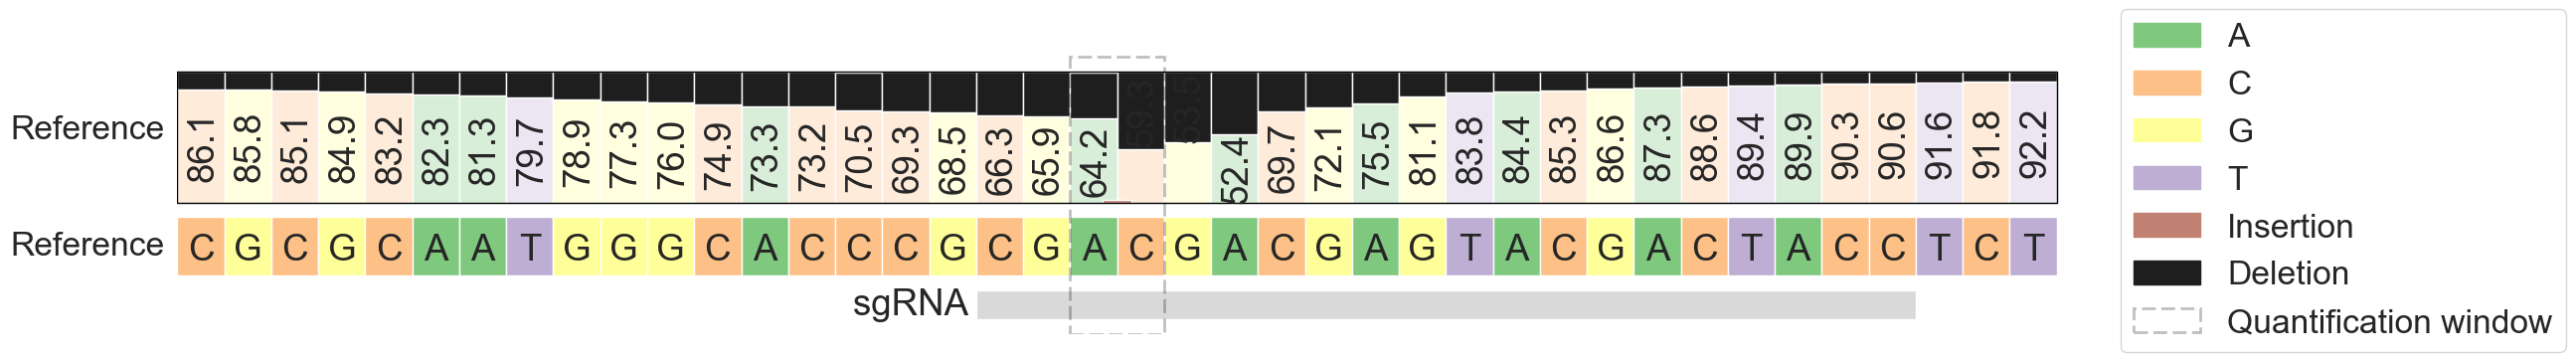 Reference 86.1 85.8 85.1 84.9 83.2 82.3 81.3 79.7 78.9 77.3 76.0 74.9 73.3 73.2 70.5 69.3 68.5 66.3 65.9 64.2 59.3 53.5 52.4 69.7 72.1 75.5 81.1 83.8 84.4 85.3 86.6 87.3 88.6 89.4 89.9 90.3 90.6 91.6 91.8 92.2
Reference C G C G C A A T G G G C A C C C G C G A C G A C G A G T A C G A C T A C C T C T
sgRNA
A
C
G
T
Insertion
Deletion
Quantification window